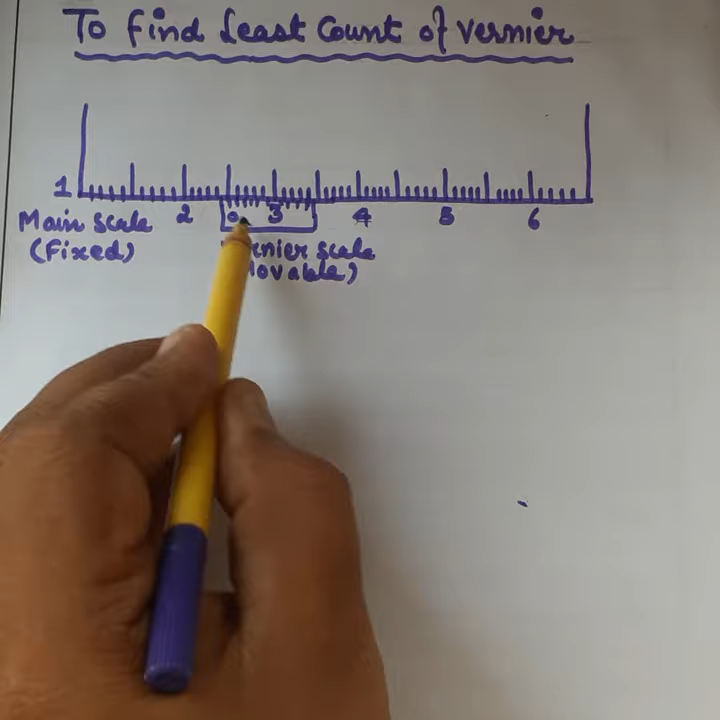 To find Least Count of Vernier
1
2 0 3 4 5 6
Main scale
(Fixed)
scale